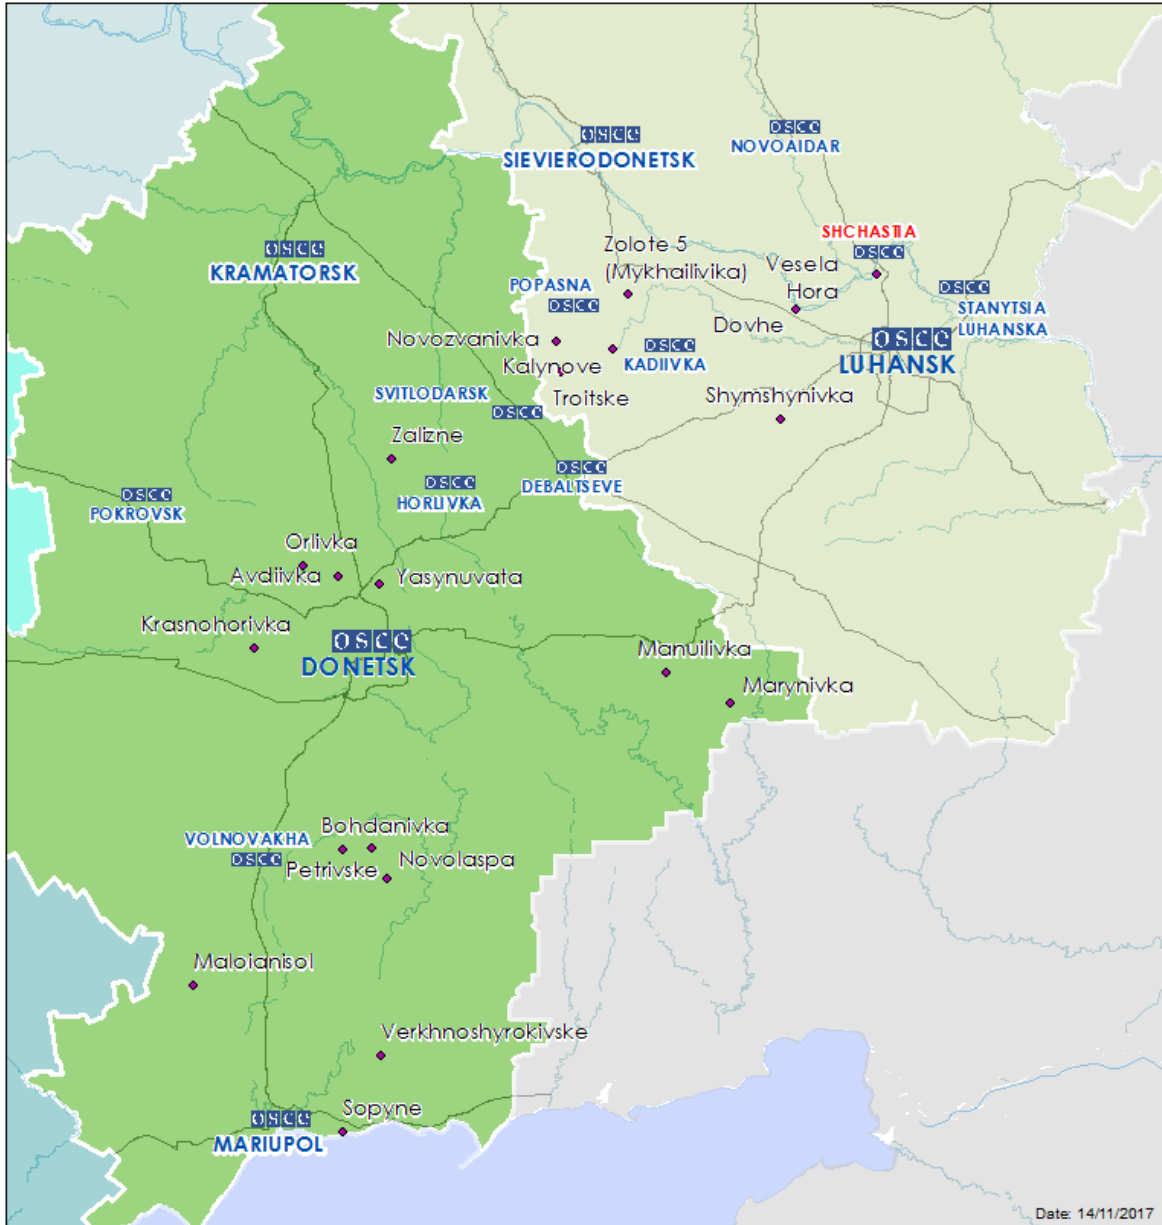 OSCE
SIEVIERODONETSK
OSCE
NOVOAIDAR
SHCHASTIA
OSCE
OSCE
KRAMATORSK
Zolote 5
(Mykhailivika)
Vesela
Hora
POPASNA
OSCE
OSCE
STANYTSIA
LUHANSKA
Dovhe
OSCE
LUHANSK
Novozvanivka
OSCE
KADIIVKA
Kalynove
Troitske
SVITLODARSK
OSCE
Shymshynivka
Zalizne
OSCE
DEBALTSEVE
OSCE
HORLIVKA
OSCE
POKROVSK
Orlivka
Avdiivka
Yasynuvata
Krasnohorivka
OSCE
DONETSK
Manuilivka
Marynivka
Bohdanivka
VOLNOVAKHA
OSCE
Petrivske
Novolaspa
Maloianisol
Verkhnoshyrokivske
Sopyne
OSCE
MARIUPOL
Date: 14/11/2017